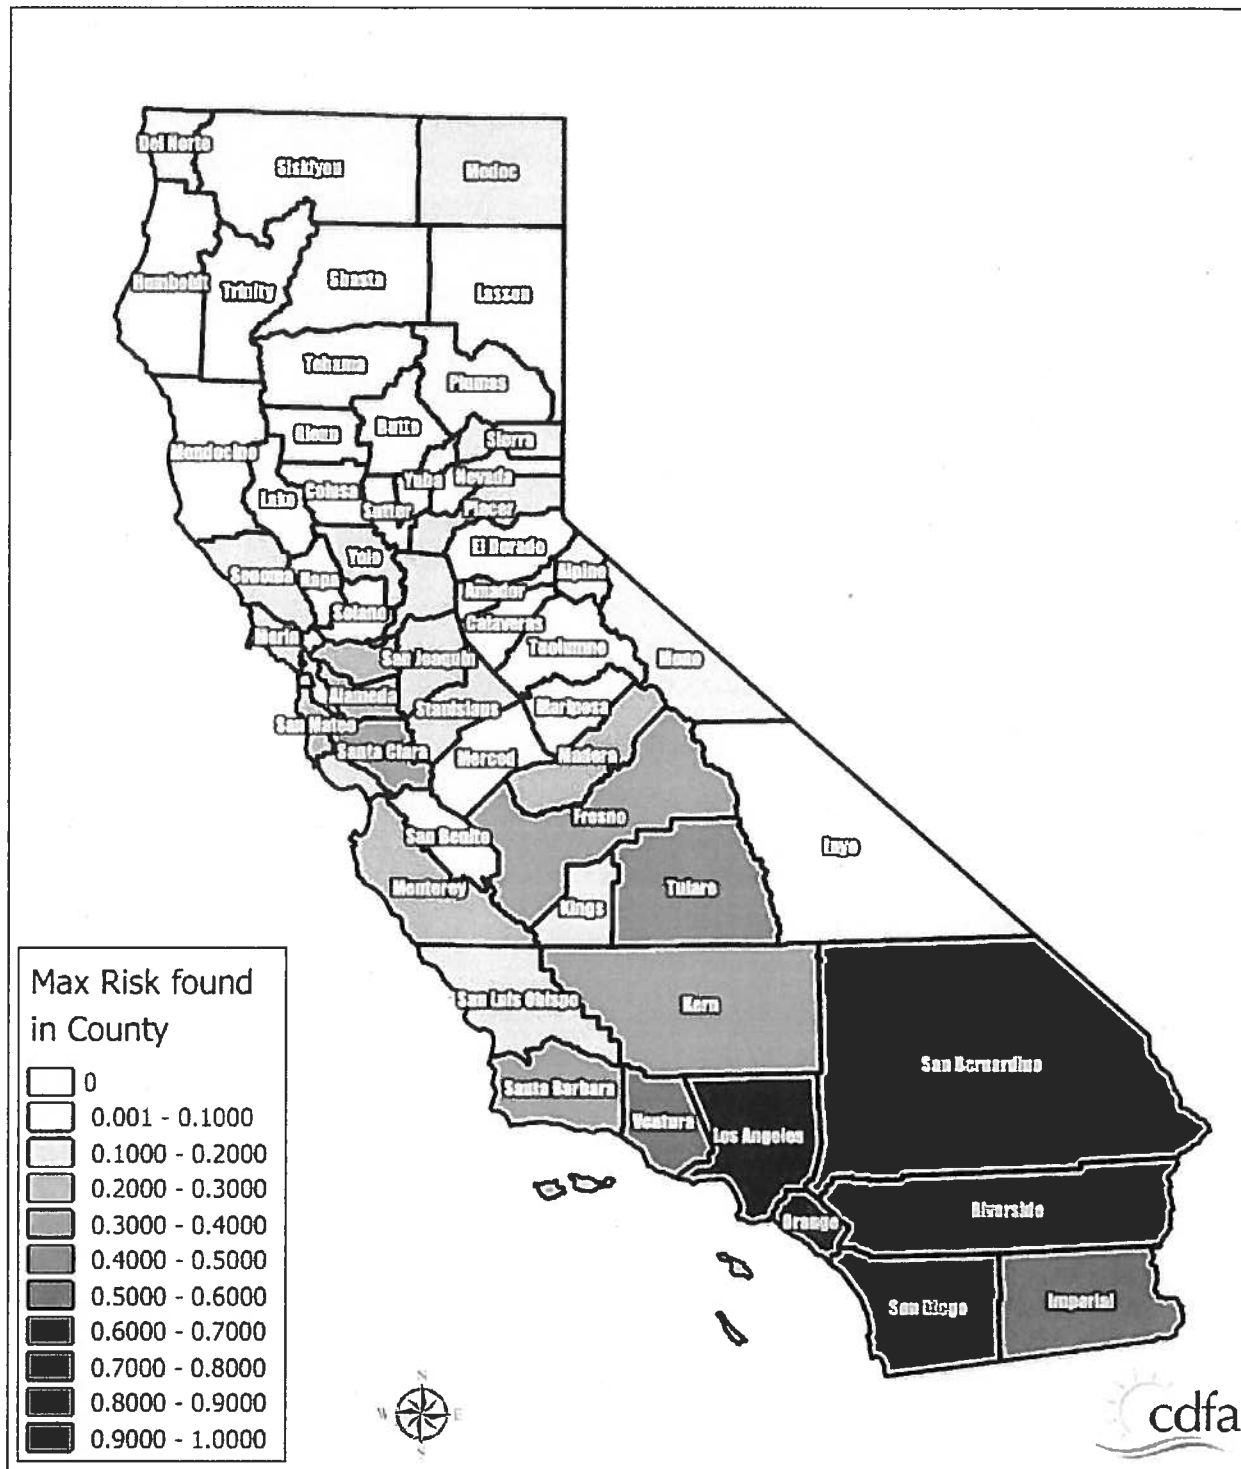 Del Norte
Siskiyou
Modoc
Humboldt
Trinity
Shasta
Lassen
Tehama
Plumas
Glenn
Butte
Sierra
Mendocino
Lake
Colusa
Yuba
Nevada
Sutter
Placer
Yolo
El Dorado
Sonoma
Napa
Alpine
Solano
Amador
Marin
Calaveras
San Joaquin
Tuolumne
Mono
Alameda
Stanislaus
Mariposa
San Mateo
Santa Clara
Merced
Madera
Fresno
San Benito
Inyo
Monterey
Tulare
Kings
San Luis Obispo
Kern
San Bernardino
Santa Barbara
Ventura
Los Angeles
Riverside
Orange
San Diego
Imperial
Max Risk found
in County
0
0.001 - 0.1000
0.1000 - 0.2000
0.2000 - 0.3000
0.3000 - 0.4000
0.4000 - 0.5000
0.5000 - 0.6000
0.6000 - 0.7000
0.7000 - 0.8000
0.8000 - 0.9000
0.9000 - 1.0000
N
W E
S
cdfa